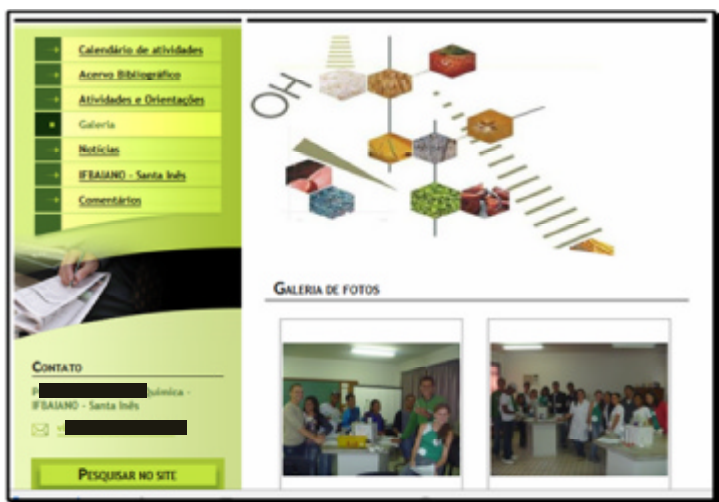 Calendário de atividades
Acervo Bibliográfico
Atividades e Orientações
Galeria
Notícias
IFBAIANO - Santa Inês
Comentários
OH
GALERIA DE FOTOS
CONTATO
Química -
IFBAIANO - Santa Inês
PESQUISAR NO SITE